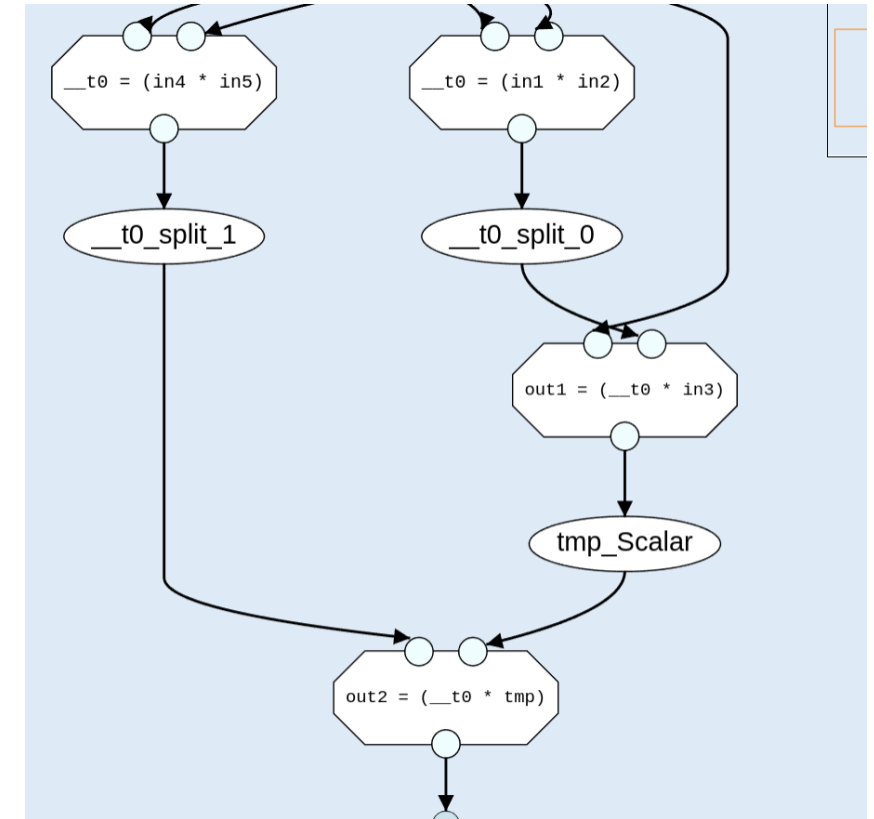 __t0 = (in4 * in5)
__t0 = (in1 * in2)
__t0_split_1
__t0_split_0
out1 = (__t0 * in3)
tmp_Scalar
out2 = (__t0 * tmp)